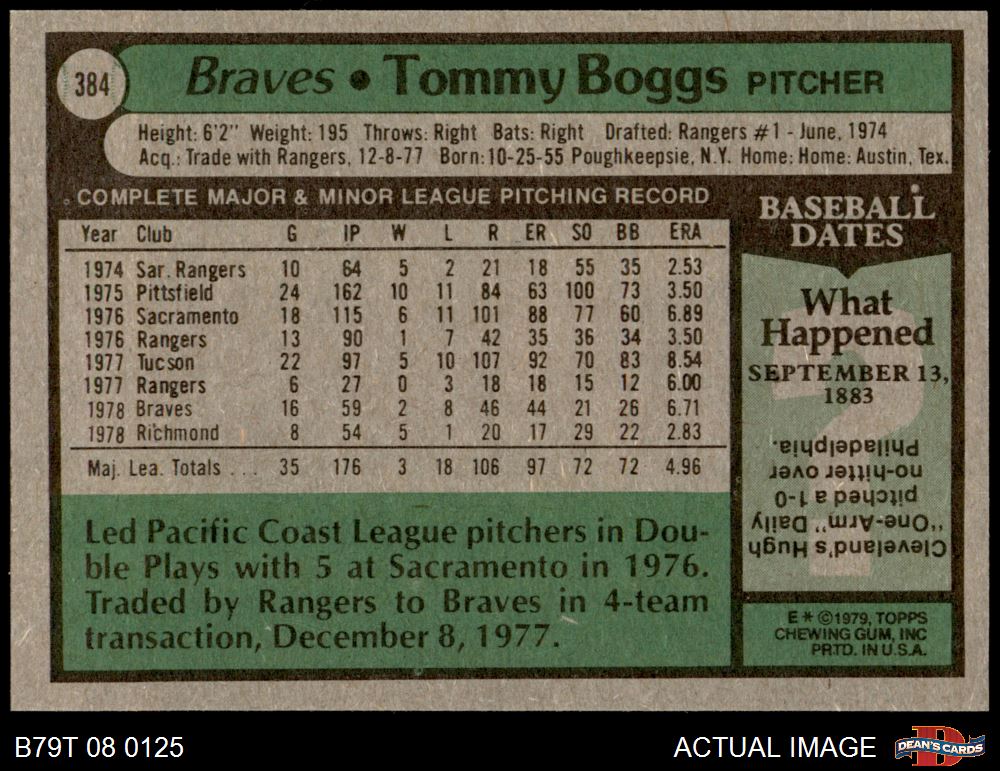 384
Braves • Tommy Boggs PITCHER
Height: 6'2" Weight: 195 Throws: Right Bats: Right Drafted: Rangers #1 - June, 1974
Acq.: Trade with Rangers, 12-8-77 Born: 10-25-55 Poughkeepsie, N.Y. Home: Home: Austin, Tex.
COMPLETE MAJOR & MINOR LEAGUE PITCHING RECORD
Year Club G IP W L R ER SO BB ERA
1974 Sar. Rangers 10 64 5 2 21 18 55 35 2.53
1975 Pittsfield 24 162 10 11 84 63 100 73 3.50
1976 Sacramento 18 115 6 11 101 88 77 60 6.89
1976 Rangers 13 90 1 7 42 35 36 34 3.50
1977 Tucson 22 97 5 10 107 92 70 83 8.54
1977 Rangers 6 27 0 3 18 18 15 12 6.00
1978 Braves 16 59 2 8 46 44 21 26 6.71
1978 Richmond 8 54 5 1 20 17 29 22 2.83
Maj. Lea. Totals . . . 35 176 3 18 106 97 72 72 4.96
Led Pacific Coast League pitchers in Dou-
ble Plays with 5 at Sacramento in 1976.
Traded by Rangers to Braves in 4-team
transaction, December 8, 1977.
BASEBALL
DATES
What
Happened
SEPTEMBER 13,
1883
Cleveland's Hugh
"One-Arm" Daily
pitched a 1-0
no-hitter over
Philadelphia.
E * ©1979, TOPPS
CHEWING GUM, INC
PRTD. IN U.S.A.
B79T 08 0125
ACTUAL IMAGE
DEAN'S CARDS